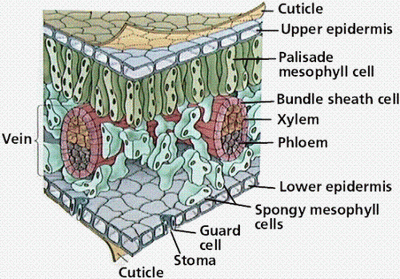 Cuticle
Upper epidermis
Palisade
mesophyll cell
Bundle sheath cell
Xylem
Vein
Phloem
Lower epidermis
Spongy mesophyll
cells
Guard
cell
Stoma
Cuticle